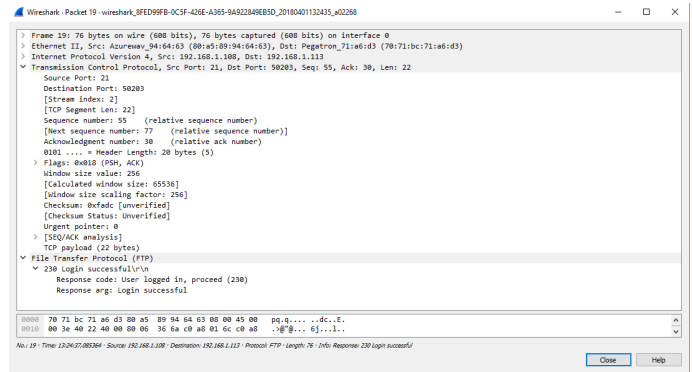 Wireshark · Packet 19 · wireshark_8FED99FB-0C5F-426E-A365-9A922849EB5D_20180401132435_a02268
Frame 19: 76 bytes on wire (608 bits), 76 bytes captured (608 bits) on interface 0
Ethernet II, Src: Azurewav_94:64:63 (80:a5:89:94:64:63), Dst: Pegatron_71:a6:d3 (70:71:bc:71:a6:d3)
Internet Protocol Version 4, Src: 192.168.1.108, Dst: 192.168.1.113
Transmission Control Protocol, Src Port: 21, Dst Port: 50203, Seq: 55, Ack: 30, Len: 22
Source Port: 21
Destination Port: 50203
[Stream index: 2]
[TCP Segment Len: 22]
Sequence number: 55 (relative sequence number)
[Next sequence number: 77 (relative sequence number)]
Acknowledgment number: 30 (relative ack number)
0101 .... = Header Length: 20 bytes (5)
Flags: 0x018 (PSH, ACK)
Window size value: 256
[Calculated window size: 65536]
[Window size scaling factor: 256]
Checksum: 0xfadc [unverified]
[Checksum Status: Unverified]
Urgent pointer: 0
[SEQ/ACK analysis]
TCP payload (22 bytes)
File Transfer Protocol (FTP)
230 Login successful\r\n
Response code: User logged in, proceed (230)
Response arg: Login successful
0000 70 71 bc 71 a6 d3 80 a5 89 94 64 63 08 00 45 00 pq.q.... ..dc..E.
0010 00 3e 40 22 40 00 80 06 36 6a c0 a8 01 6c c0 a8 .>@"@... 6j...l..
No.: 19 · Time: 13:24:37,085364 · Source: 192.168.1.108 · Destination: 192.168.1.113 · Protocol: FTP · Length: 76 · Info: Response: 230 Login successful
Close Help